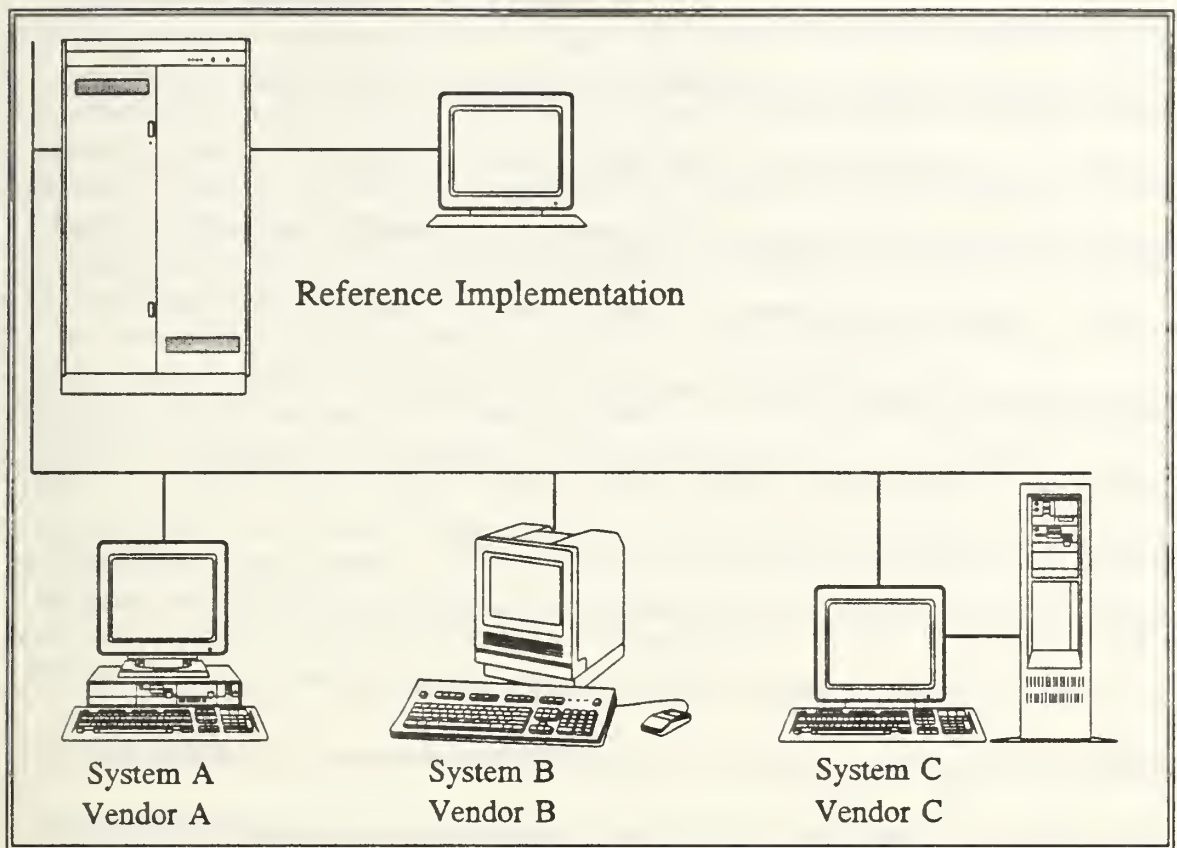 Reference Implementation
System A
Vendor A
System B
Vendor B
System C
Vendor C